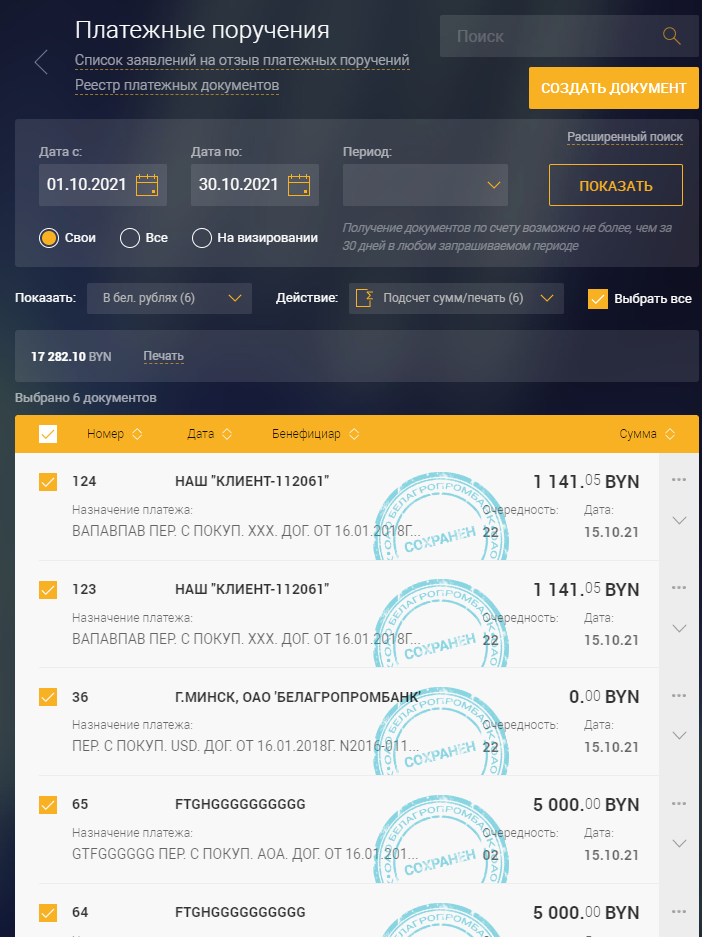 Платежные поручения
Поиск
Список заявлений на отзыв платежных поручений
Реестр платежных документов
СОЗДАТЬ ДОКУМЕНТ
Расширенный поиск
Дата с: Дата по: Период:
01.10.2021 30.10.2021 ПОКАЗАТЬ
Свои Все На визировании
Получение документов по счету возможно не более, чем за
30 дней в любом запрашиваемом периоде
Показать: В бел. рублях (6) Действие: Подсчет сумм/печать (6) Выбрать все
17 282.10 BYN Печать
Выбрано 6 документов
Номер Дата Бенефициар Сумма
124 НАШ "КЛИЕНТ-112061" 1 141.05 BYN
Назначение платежа: Очередность: Дата:
ВАПАВПАВ ПЕР. С ПОКУП. XXX. ДОГ. ОТ 16.01.2018Г... 22 15.10.21
ОАО БЕЛАГРОПРОМБАНК
СОХРАНЕН
123 НАШ "КЛИЕНТ-112061" 1 141.05 BYN
Назначение платежа: Очередность: Дата:
ВАПАВПАВ ПЕР. С ПОКУП. XXX. ДОГ. ОТ 16.01.2018Г... 22 15.10.21
ОАО БЕЛАГРОПРОМБАНК
СОХРАНЕН
36 Г.МИНСК, ОАО 'БЕЛАГРОПРОМБАНК' 0.00 BYN
Назначение платежа: Очередность: Дата:
ПЕР. С ПОКУП. USD. ДОГ. ОТ 16.01.2018Г. N2016-011... 22 15.10.21
ОАО БЕЛАГРОПРОМБАНК
СОХРАНЕН
65 FTGHGGGGGGGGGG 5 000.00 BYN
Назначение платежа: Очередность: Дата:
GTFGGGGGG ПЕР. С ПОКУП. АОА. ДОГ. ОТ 16.01.201... 02 15.10.21
ОАО БЕЛАГРОПРОМБАНК
СОХРАНЕН
64 FTGHGGGGGGGGGG 5 000.00 BYN
БЕЛАГРОПРОМБАНК